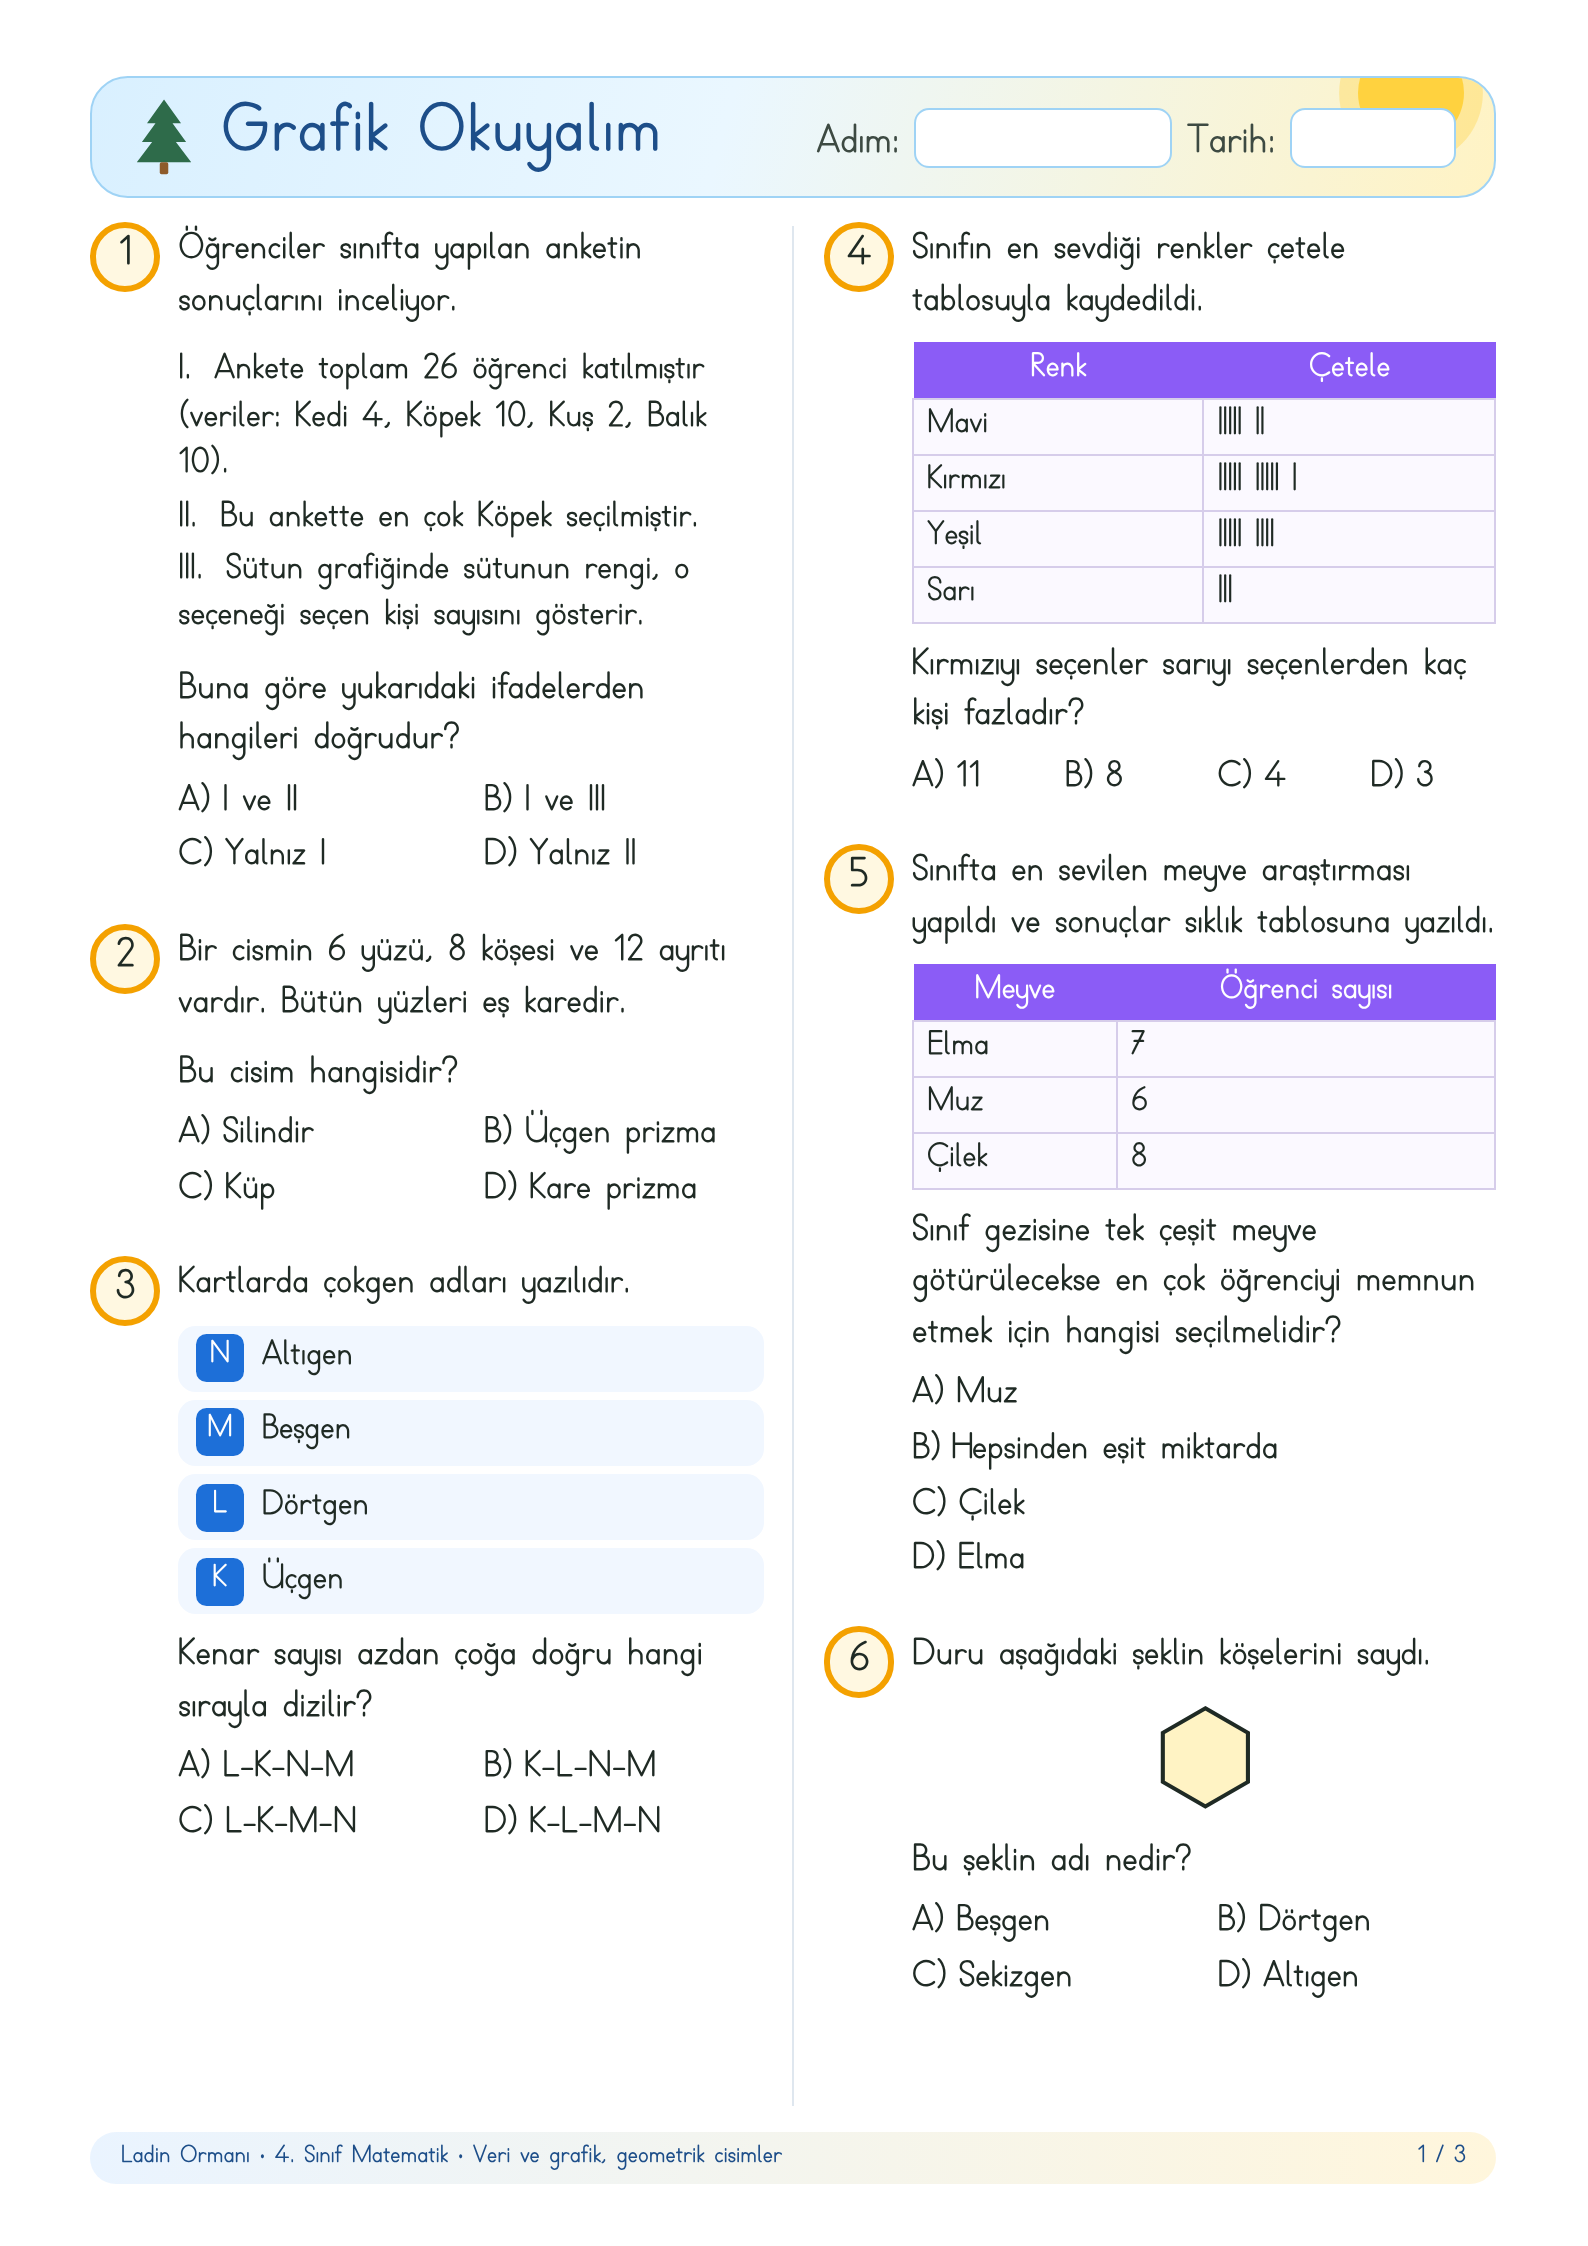 Grafik Okuyalım
Adım:
Tarih:
1
Öğrenciler sınıfta yapılan anketin
sonuçlarını inceliyor.
I. Ankete toplam 26 öğrenci katılmıştır
(veriler: Kedi 4, Köpek 10, Kuş 2, Balık
10).
II. Bu ankette en çok Köpek seçilmiştir.
III. Sütun grafiğinde sütunun rengi, o
seçeneği seçen kişi sayısını gösterir.
Buna göre yukarıdaki ifadelerden
hangileri doğrudur?
A) I ve II
B) I ve III
C) Yalnız I
D) Yalnız II
2
Bir cismin 6 yüzü, 8 köşesi ve 12 ayrıtı
vardır. Bütün yüzleri eş karedir.
Bu cisim hangisidir?
A) Silindir
B) Üçgen prizma
C) Küp
D) Kare prizma
3
Kartlarda çokgen adları yazılıdır.
N Altıgen
M Beşgen
L Dörtgen
K Üçgen
Kenar sayısı azdan çoğa doğru hangi
sırayla dizilir?
A) L-K-N-M
B) K-L-N-M
C) L-K-M-N
D) K-L-M-N
4
Sınıfın en sevdiği renkler çetele
tablosuyla kaydedildi.
Renk Çetele
Mavi ||||| ||
Kırmızı ||||| ||||| |
Yeşil ||||| ||||
Sarı |||
Kırmızıyı seçenler sarıyı seçenlerden kaç
kişi fazladır?
A) 11
B) 8
C) 4
D) 3
5
Sınıfta en sevilen meyve araştırması
yapıldı ve sonuçlar sıklık tablosuna yazıldı.
Meyve Öğrenci sayısı
Elma 7
Muz 6
Çilek 8
Sınıf gezisine tek çeşit meyve
götürülecekse en çok öğrenciyi memnun
etmek için hangisi seçilmelidir?
A) Muz
B) Hepsinden eşit miktarda
C) Çilek
D) Elma
6
Duru aşağıdaki şeklin köşelerini saydı.
Bu şeklin adı nedir?
A) Beşgen
B) Dörtgen
C) Sekizgen
D) Altıgen
Ladin Ormanı • 4. Sınıf Matematik • Veri ve grafik, geometrik cisimler
1 / 3